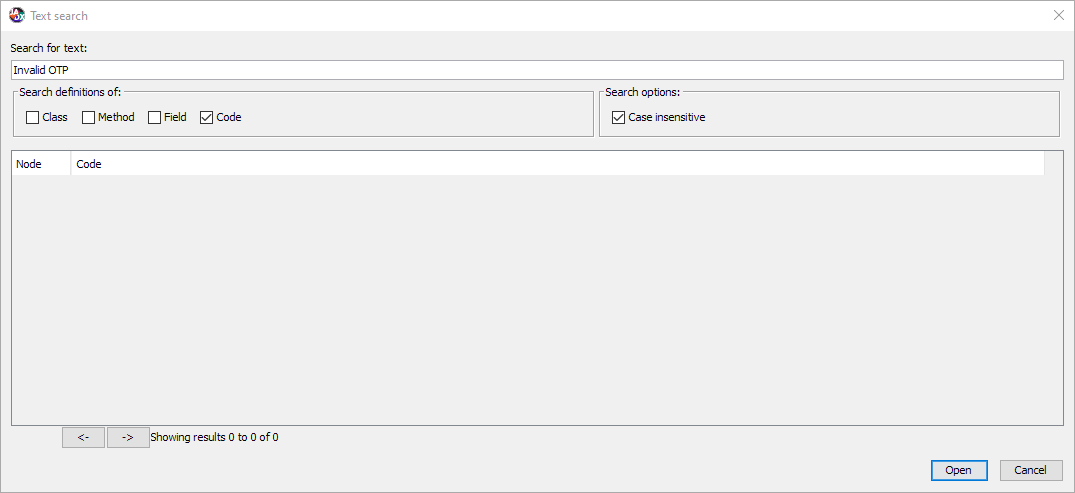 Text search
Search for text:
Invalid OTP
Search definitions of:
Search options:
Class Method Field Code
Case insensitive
Node Code
<- -> Showing results 0 to 0 of 0
Open Cancel